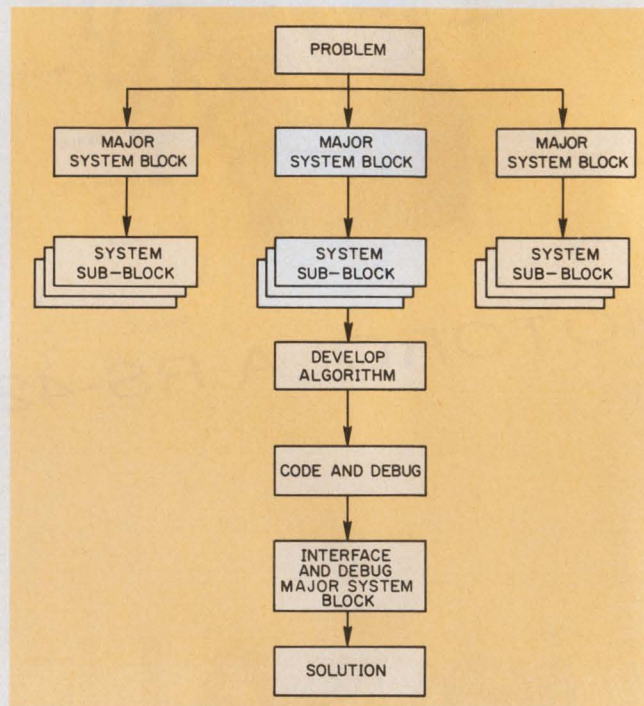 PROBLEM
MAJOR
SYSTEM BLOCK
MAJOR
SYSTEM BLOCK
MAJOR
SYSTEM BLOCK
SYSTEM
SUB-BLOCK
SYSTEM
SUB-BLOCK
SYSTEM
SUB-BLOCK
DEVELOP
ALGORITHM
CODE AND DEBUG
INTERFACE
AND DEBUG
MAJOR SYSTEM
BLOCK
SOLUTION